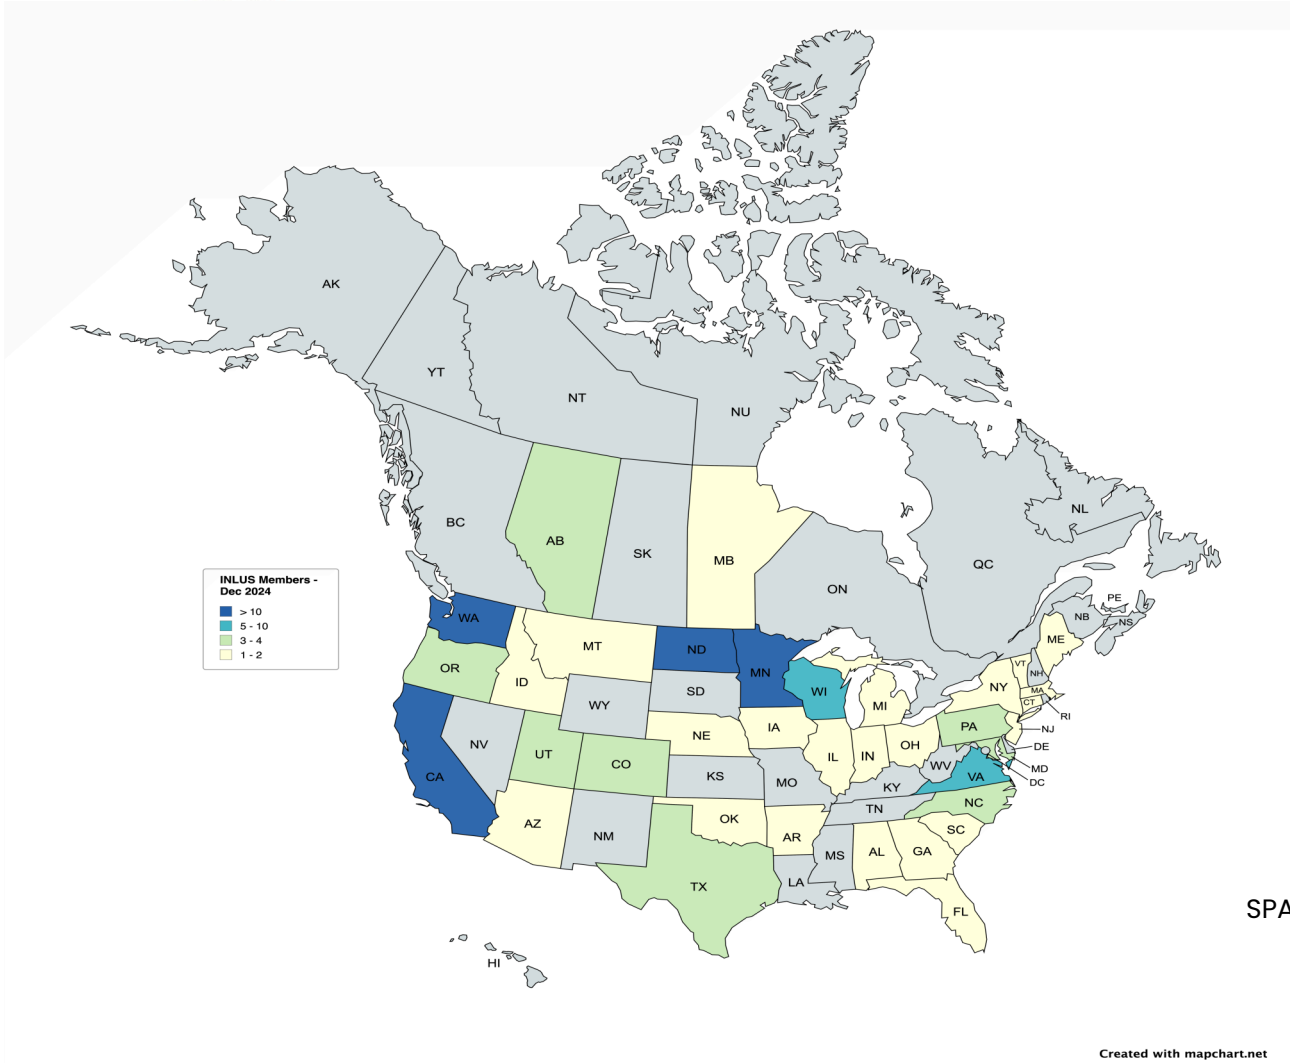 AK
YT
NT
NU
BC
AB
SK
MB
ON
QC
NL
PE
NB
NS
INLUS Members -
Dec 2024
> 10
5 - 10
3 - 4
1 - 2
WA
MT
ND
MN
OR
ID
WY
SD
WI
MI
NY
VT
NH
ME
MA
CT
RI
NJ
PA
DE
MD
DC
CA
NV
UT
CO
NE
IA
IL
IN
OH
WV
VA
KS
MO
KY
AZ
NM
OK
AR
TN
NC
SC
TX
LA
MS
AL
GA
FL
SPA
HI
Created with mapchart.net